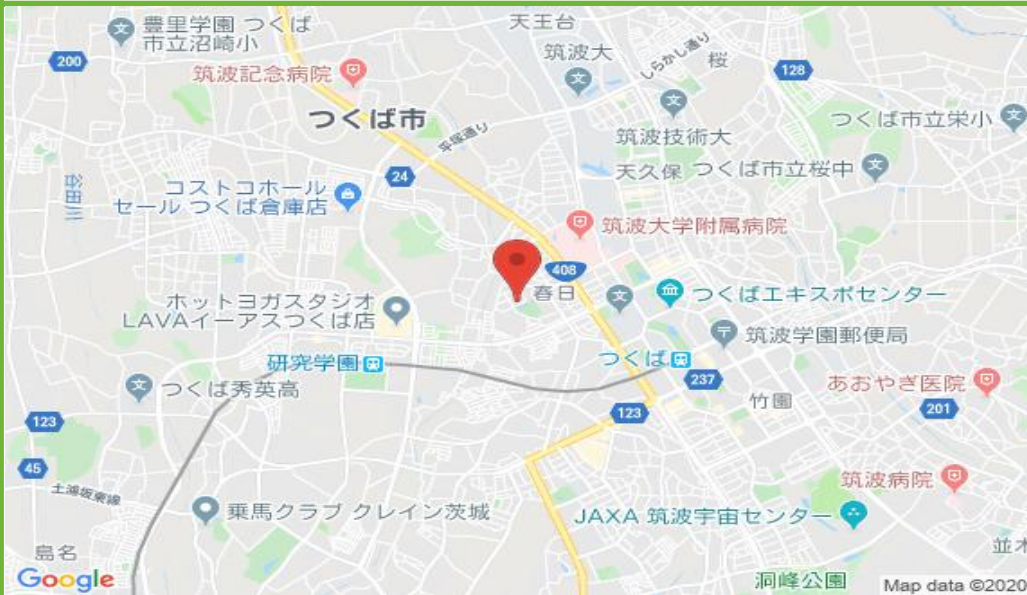 豊里学園 つくば
市立沼崎小
天王台
200
筑波大
しらかし通り
桜
筑波記念病院
128
つくば市
平塚通り
筑波技術大
つくば市立栄小
24
天久保
つくば市立桜中
谷田川
コストコホール
セール つくば倉庫店
筑波大学附属病院
408
春日
つくばエキスポセンター
ホットヨガスタジオ
LAVAイーアスつくば店
筑波学園郵便局
研究学園
つくば
237
つくば秀英高
あおやぎ医院
竹園
201
123
123
45
土浦坂東線
筑波病院
乗馬クラブ クレイン茨城
JAXA 筑波宇宙センター
島名
並木
Google
洞峰公園
Map data ©2020